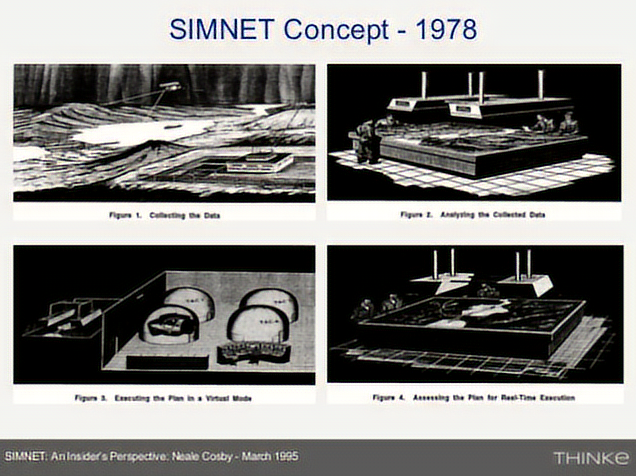 SIMNET Concept - 1978
Figure 1. Collecting the Data
Figure 2. Analyzing the Collected Data
Figure 3. Executing the Plan in a Virtual Mode
Figure 4. Assessing the Plan for Real-Time Execution
SIMNET: An Insider's Perspective: Neale Cosby - March 1995
THINKe